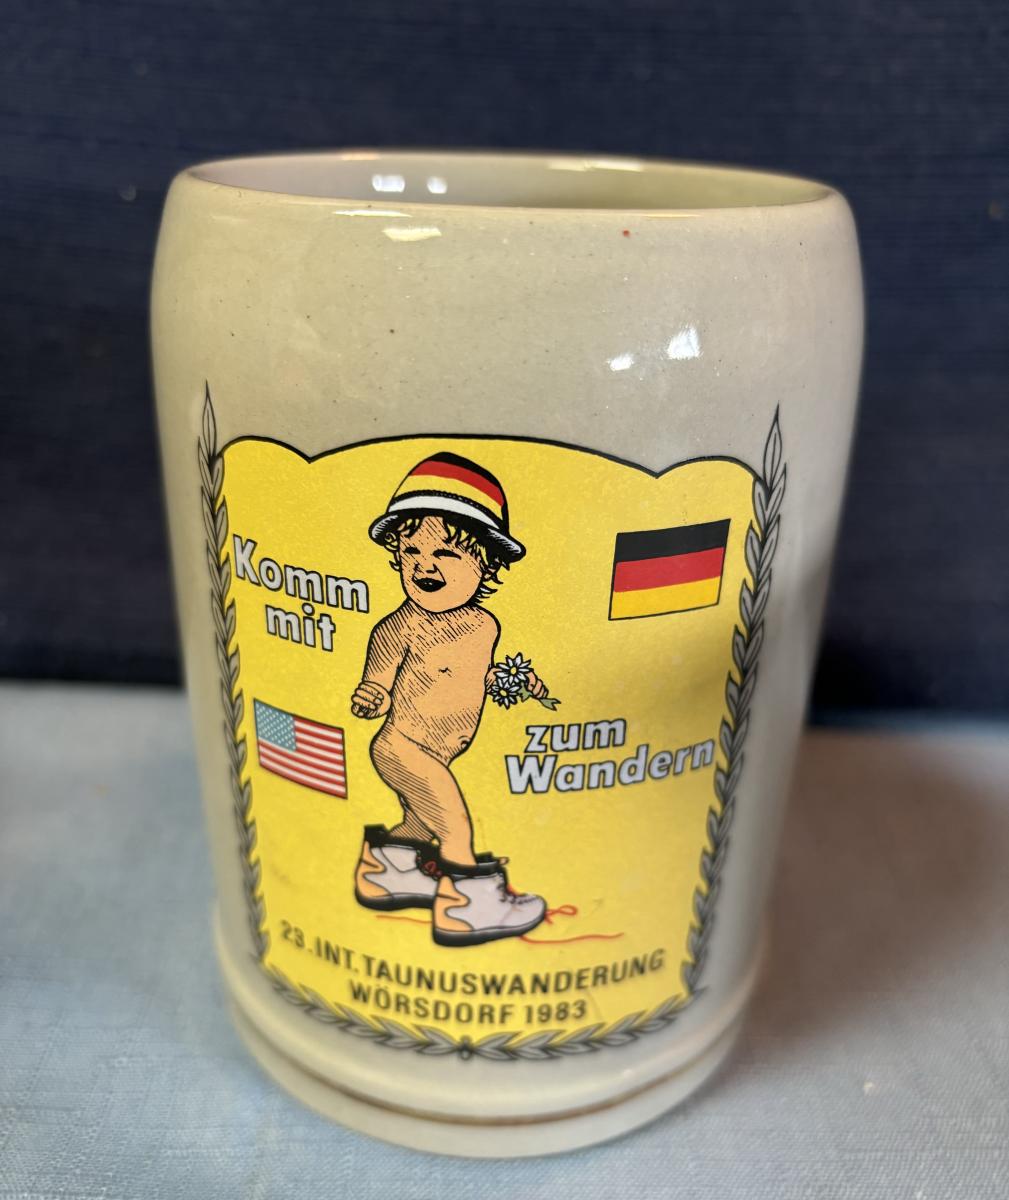 Komm
mit
zum
Wandern
23. INT. TAUNUSWANDERUNG
WÖRSDORF 1983